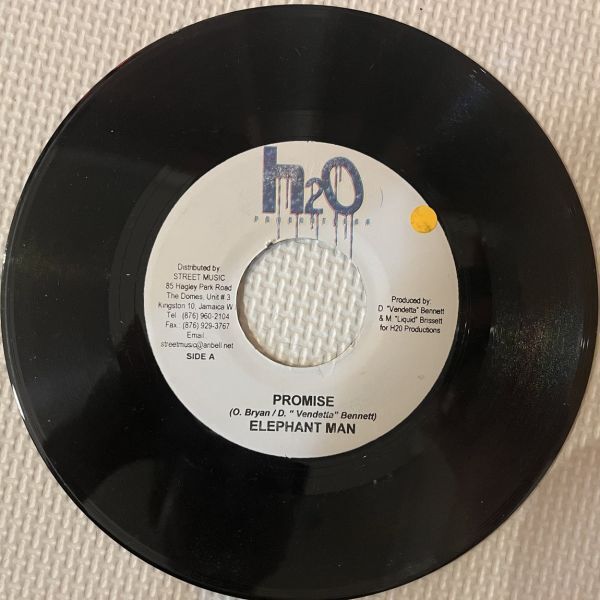 h2O
PRODUCTIONS
Distributed by:
STREET MUSIC
85 Hagley Park Road
The Domes, Unit # 3
Kingston 10, Jamaica W
Tel (876) 960-2104
Fax (876) 929-3767
Email
streetmusic@anbell.net
SIDE A
Produced by:
D. "Vendetta" Bennett
& M. "Liquid" Brissett
for H20 Productions
PROMISE
(O. Bryan / D. " Vendetta" Bennett)
ELEPHANT MAN